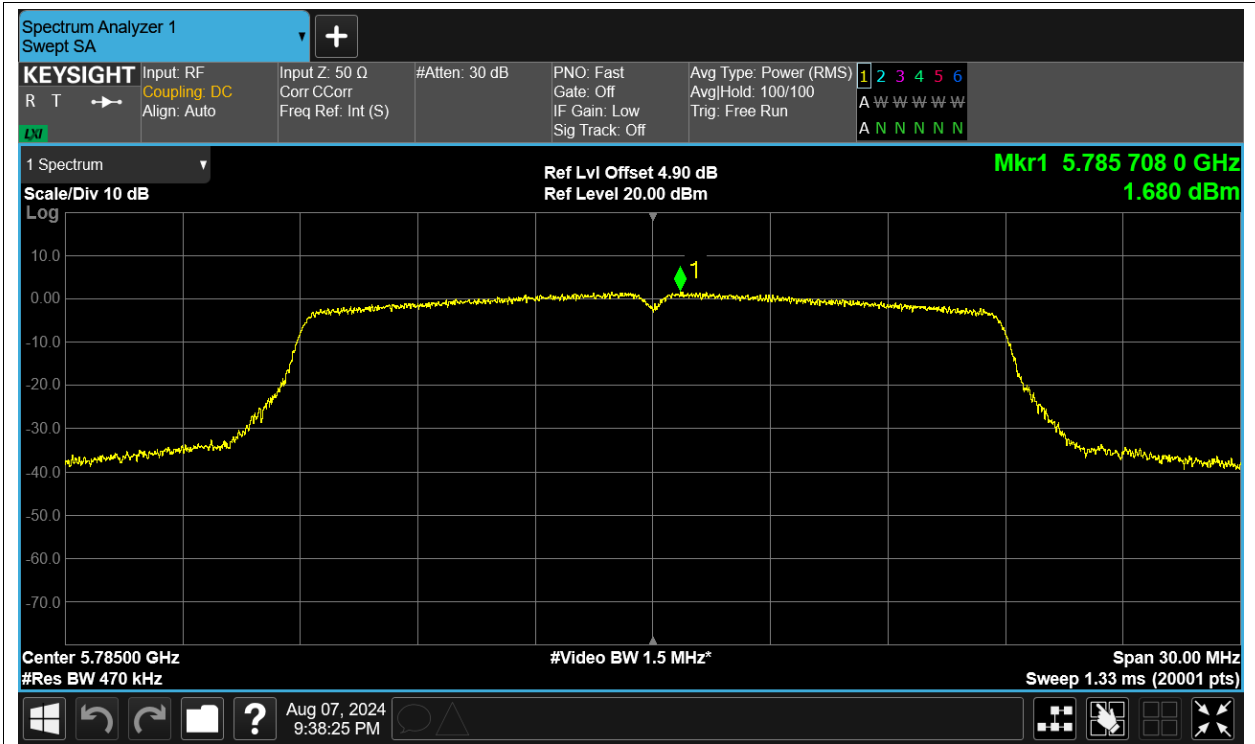 Spectrum Analyzer 1
Swept SA
+
KEYSIGHT
R T
LXI
Input: RF
Coupling: DC
Align: Auto
Input Z: 50 Ω
Corr CCorr
Freq Ref: Int (S)
#Atten: 30 dB
PNO: Fast
Gate: Off
IF Gain: Low
Sig Track: Off
Avg Type: Power (RMS)
Avg|Hold: 100/100
Trig: Free Run
1 2 3 4 5 6
A W W W W W
A N N N N N
1 Spectrum
Scale/Div 10 dB
Ref Lvl Offset 4.90 dB
Ref Level 20.00 dBm
Mkr1 5.785 708 0 GHz
1.680 dBm
Log
10.0
0.00
-10.0
-20.0
-30.0
-40.0
-50.0
-60.0
-70.0
1
Center 5.78500 GHz
#Res BW 470 kHz
#Video BW 1.5 MHz*
Span 30.00 MHz
Sweep 1.33 ms (20001 pts)
?
Aug 07, 2024
9:38:25 PM